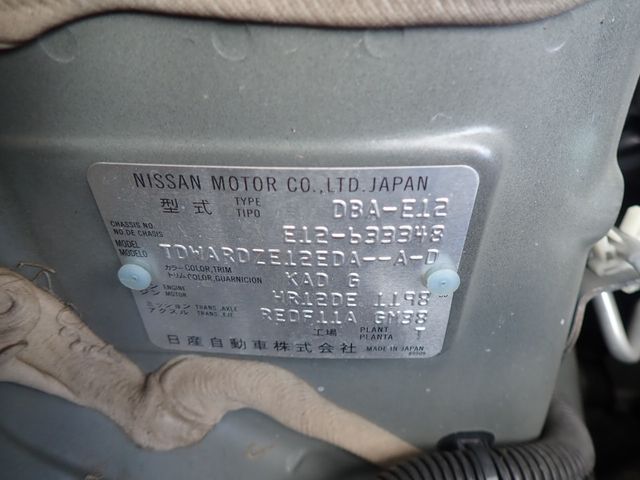 NISSAN MOTOR CO.,LTD. JAPAN
型式 TYPE TIPO DBA-E12
CHASSIS NO. NO. DE CHASIS E12-633348
MODEL MODELO TDWARDZE12EDA--A-D
カラー トリム COLOR,TRIM COLOR,GUARNICION KAD G
エンジン ENGINE MOTOR HR12DE 1198 cc
ミッション アクスル TRANS. AXLE TRANS. EJE RE0F11A GM38
工場 PLANT PLANTA T
日産自動車株式会社 MADE IN JAPAN